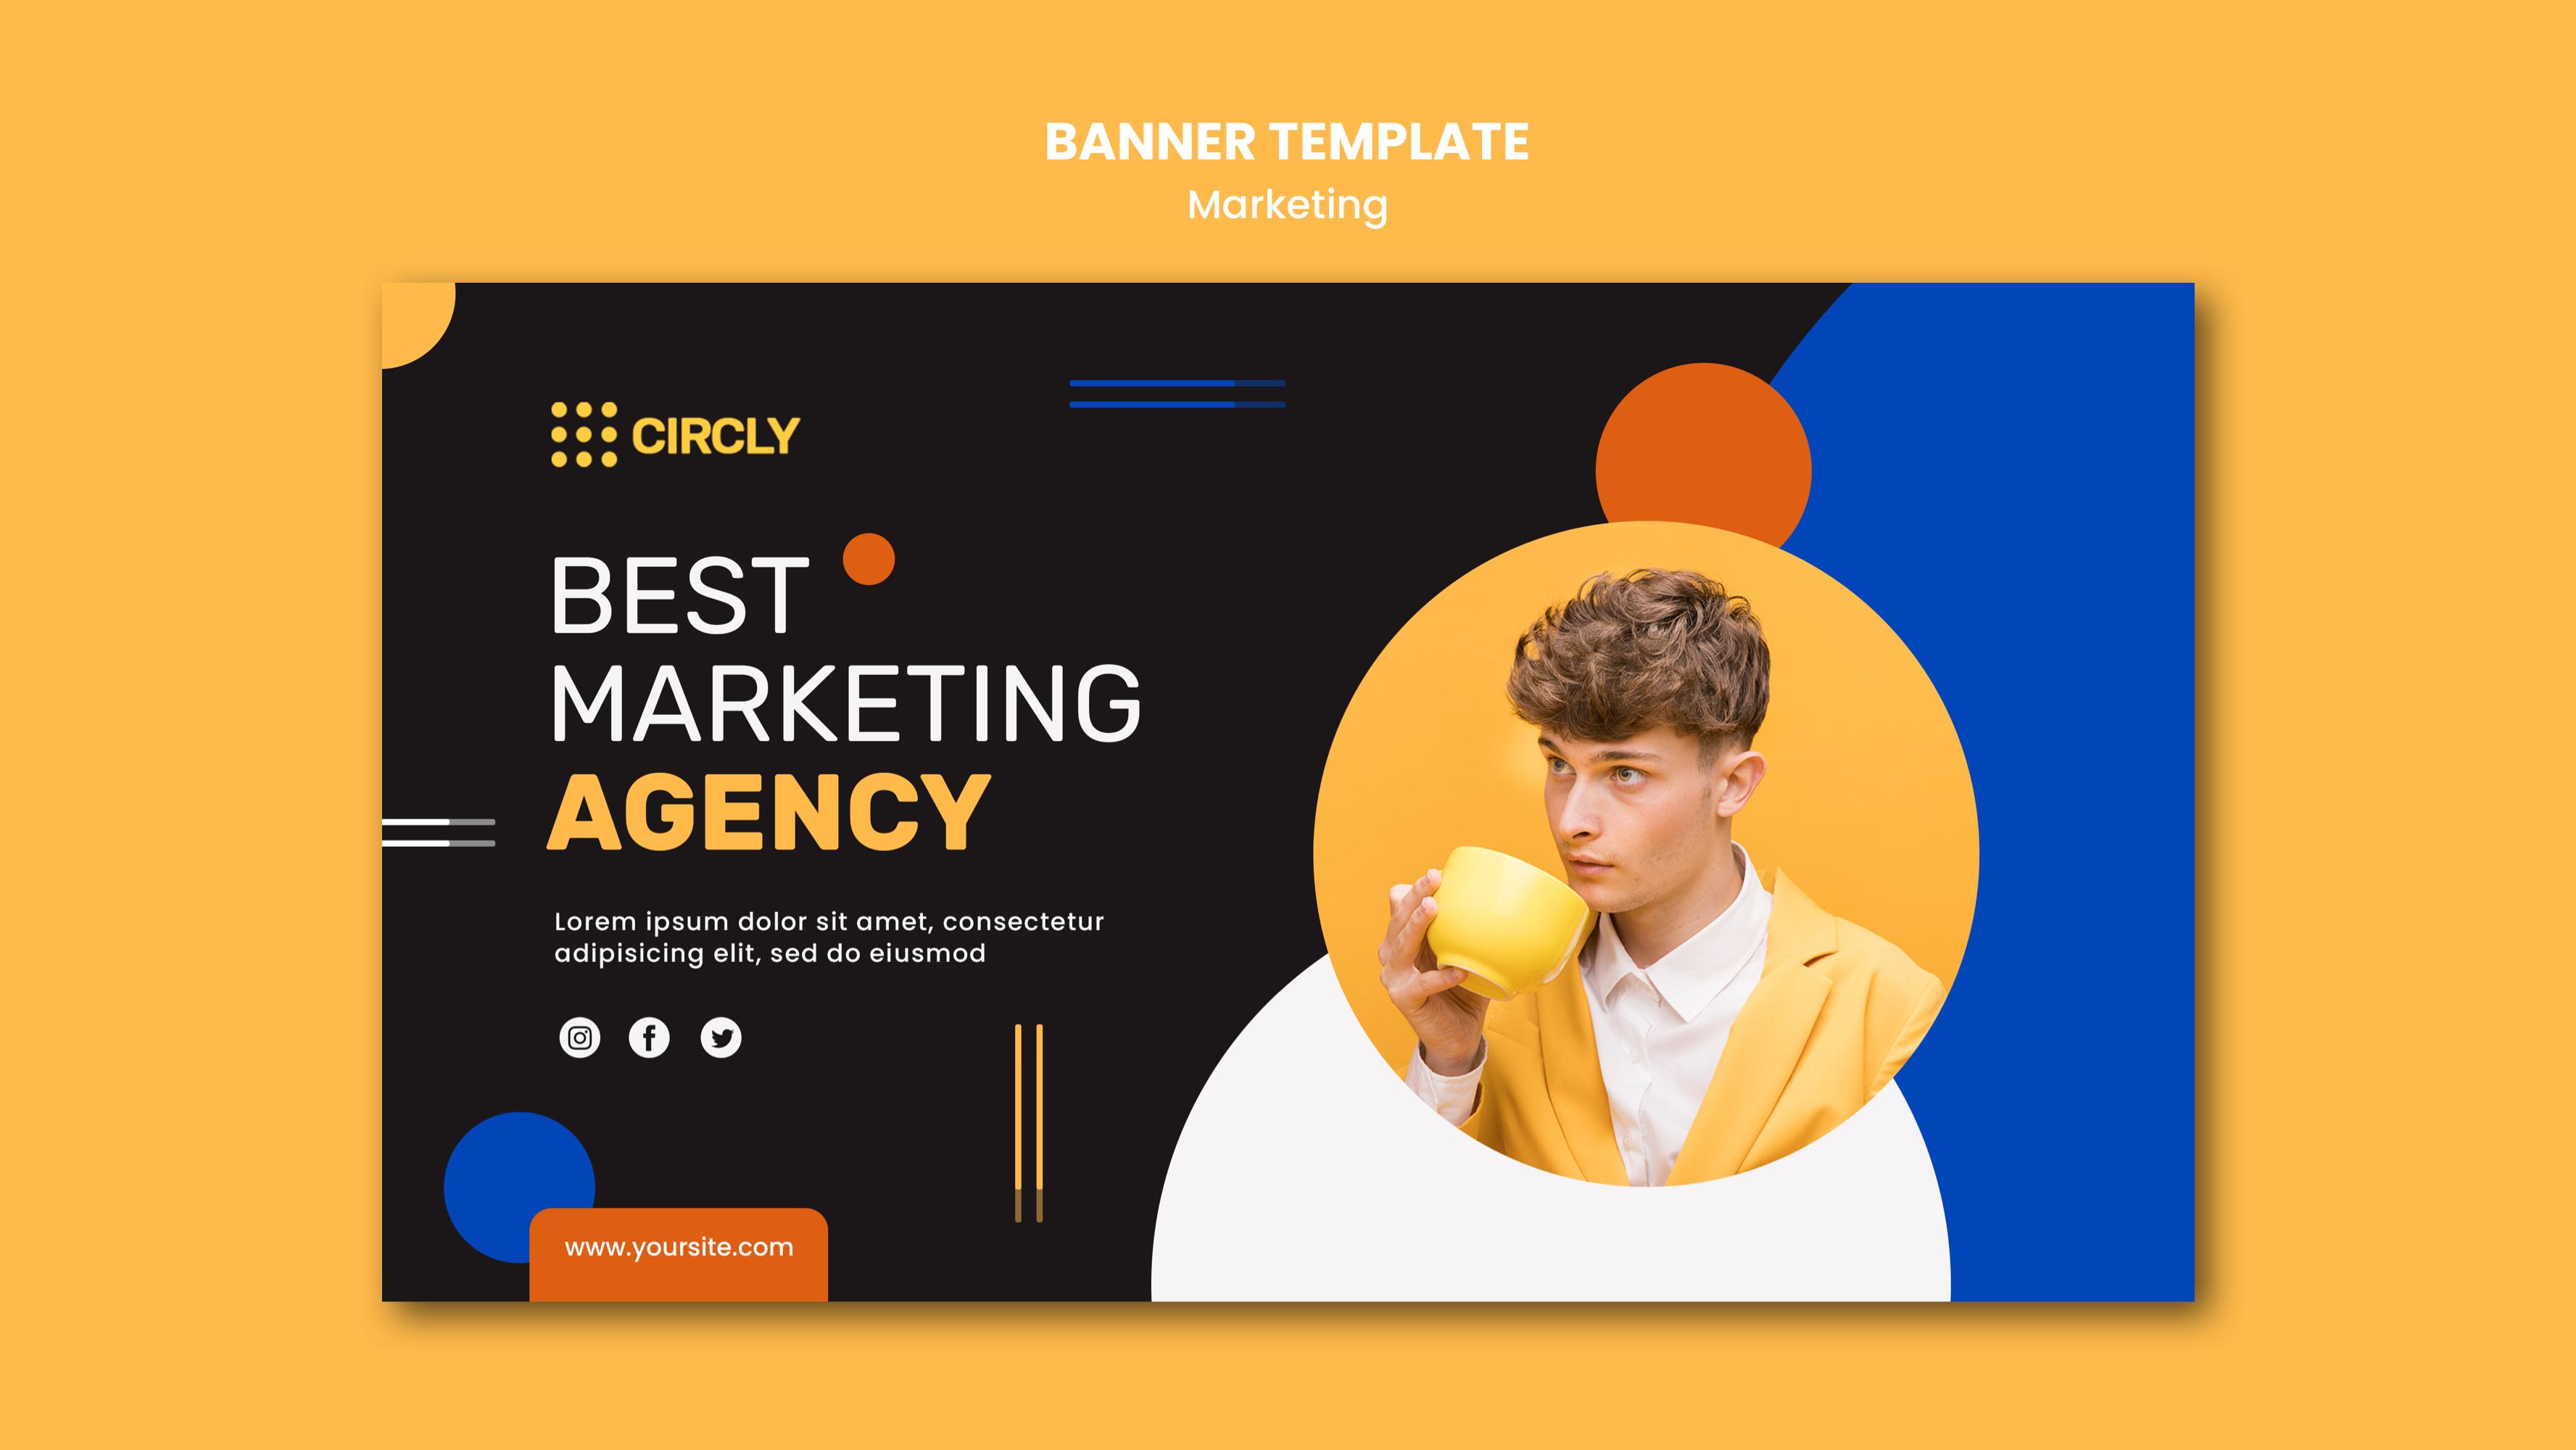 BANNER TEMPLATE
Marketing
CIRCLY
BEST
MARKETING
AGENCY
Lorem ipsum dolor sit amet, consectetur
adipisicing elit, sed do eiusmod
www.yoursite.com